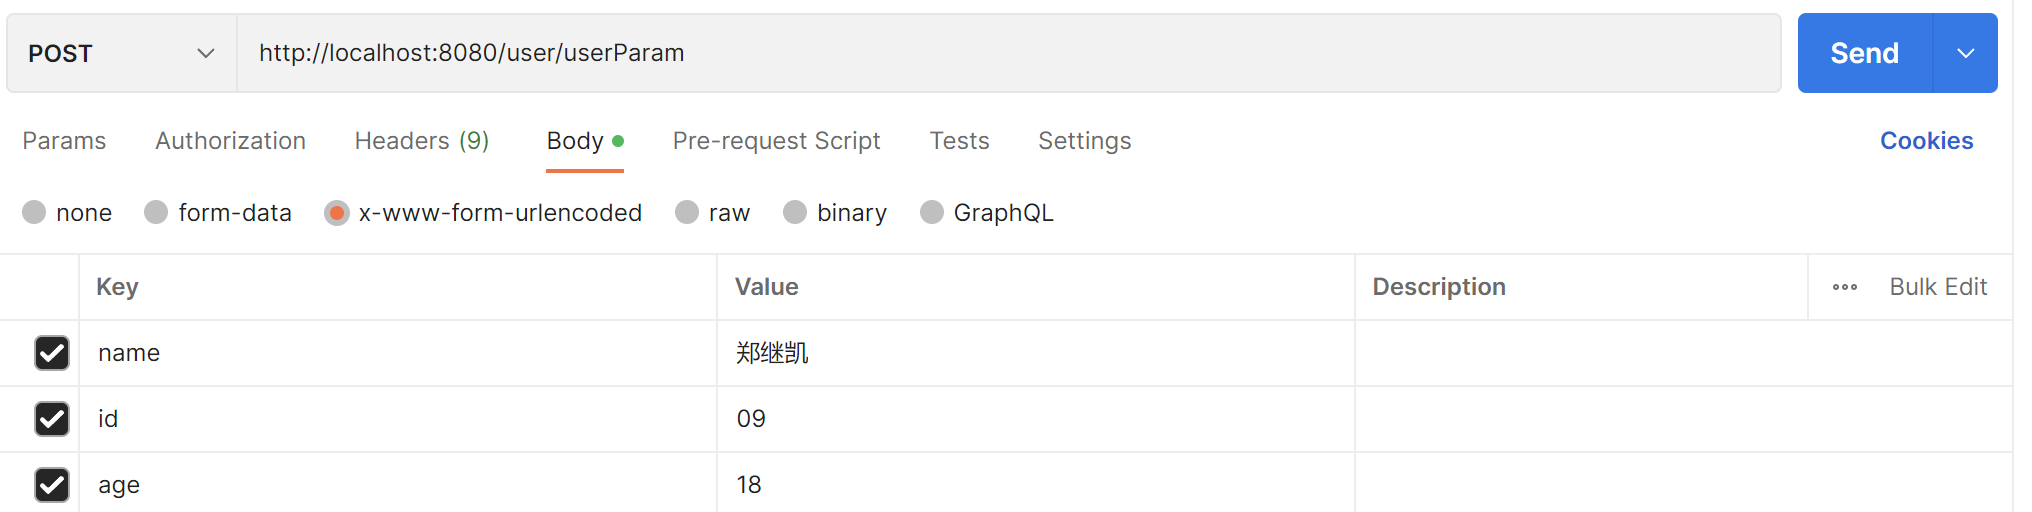 POST http://localhost:8080/user/userParam Send
Params Authorization Headers (9) Body Pre-request Script Tests Settings Cookies
none form-data x-www-form-urlencoded raw binary GraphQL
Key Value Description Bulk Edit
name 郑继凯
id 09
age 18